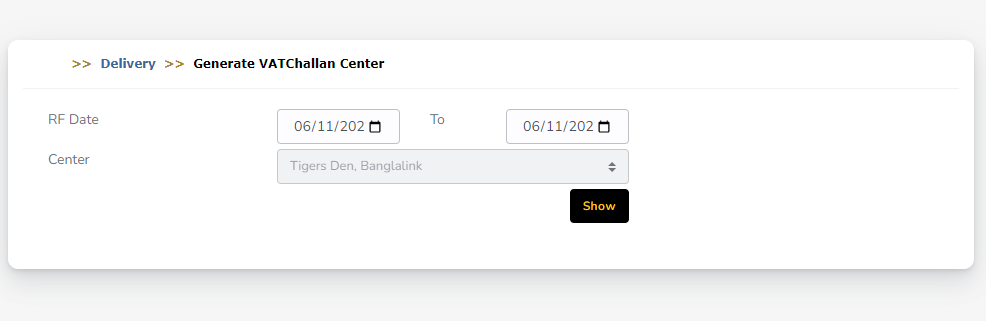 >> Delivery >> Generate VATChallan Center
RF Date 06/11/202 To 06/11/202
Center Tigers Den, Banglalink
Show